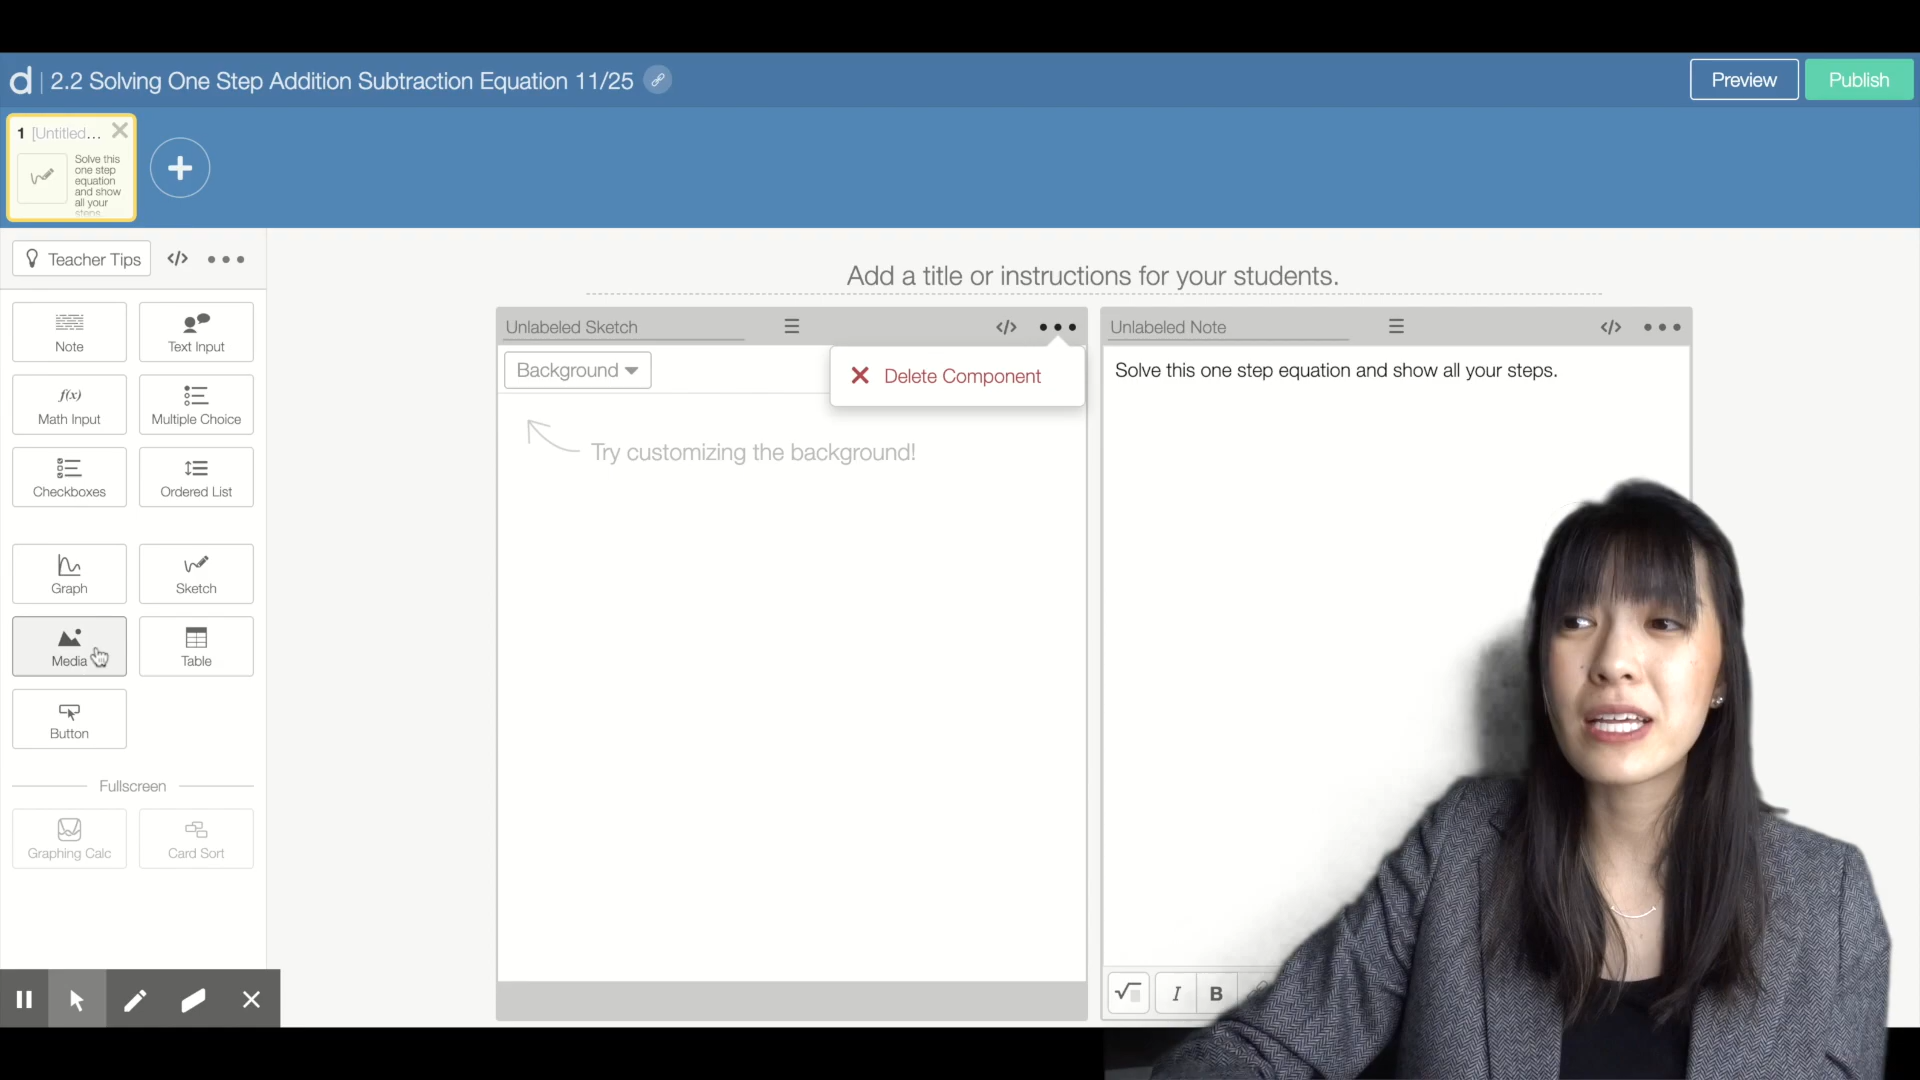 d | 2.2 Solving One Step Addition Subtraction Equation 11/25
Preview
Publish
1 [Untitled...
Solve this
one step
equation
and show
all your
steps.
Teacher Tips
Add a title or instructions for your students.
Note
Text Input
f(x)
Math Input
Multiple Choice
Checkboxes
Ordered List
Graph
Sketch
Media
Table
Button
Fullscreen
Graphing Calc
Card Sort
Unlabeled Sketch
</>
Background
Delete Component
Try customizing the background!
Unlabeled Note
</>
Solve this one step equation and show all your steps.
I
B